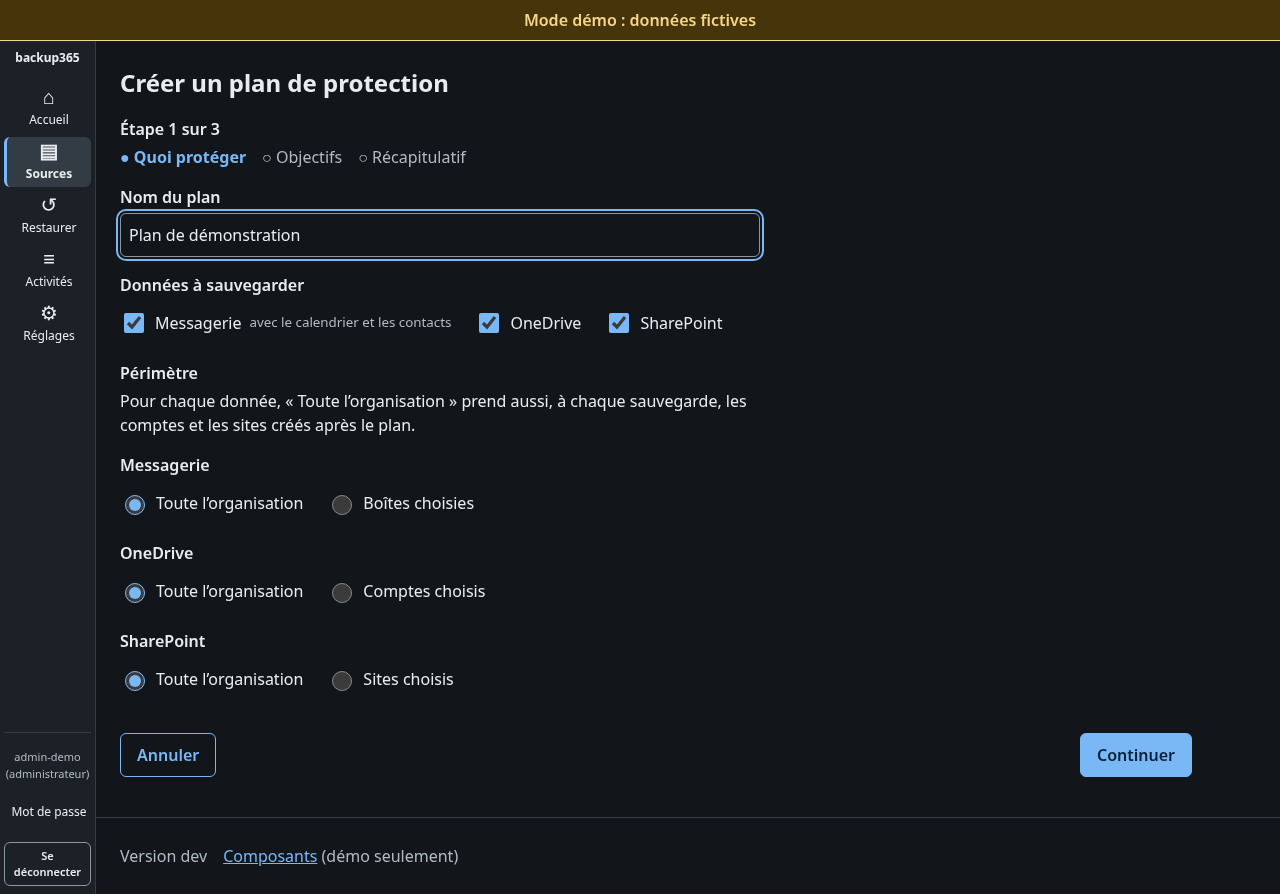 Mode démo : données fictives
backup365
Accueil
Sources
Restaurer
Activités
Réglages
admin-demo
(administrateur)
Mot de passe
Se
déconnecter
Créer un plan de protection
Étape 1 sur 3
● Quoi protéger ○ Objectifs ○ Récapitulatif
Nom du plan
Plan de démonstration
Données à sauvegarder
Messagerie avec le calendrier et les contacts OneDrive SharePoint
Périmètre
Pour chaque donnée, « Toute l’organisation » prend aussi, à chaque sauvegarde, les
comptes et les sites créés après le plan.
Messagerie
Toute l’organisation Boîtes choisies
OneDrive
Toute l’organisation Comptes choisis
SharePoint
Toute l’organisation Sites choisis
Annuler Continuer
Version dev Composants (démo seulement)